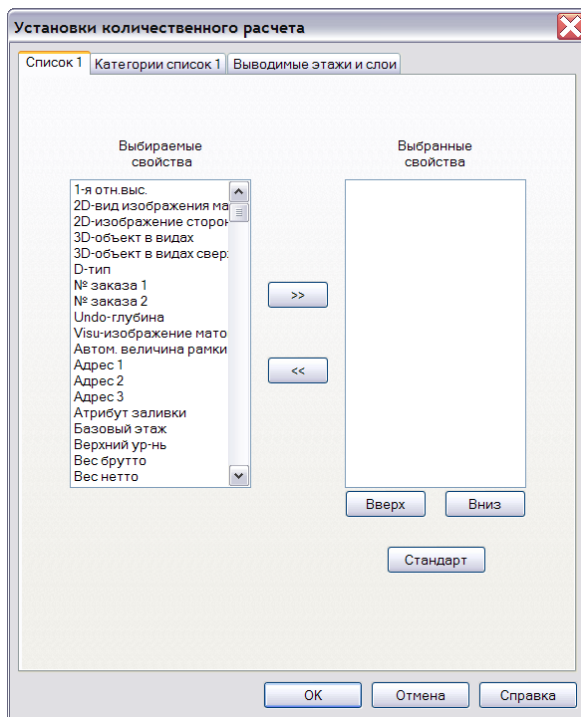 Установки количественного расчета
Список 1
Категории список 1
Выводимые этажи и слои
Выбираемые
свойства
Выбранные
свойства
1-я отн.выс.
2D-вид изображения ма
2D-изображение сторон
3D-объект в видах
3D-объект в видах свер
D-тип
№ заказа 1
№ заказа 2
Undo-глубина
Visu-изображение мато
Автом. величина рамки
Адрес 1
Адрес 2
Адрес 3
Атрибут заливки
Базовый этаж
Верхний ур-нь
Вес брутто
Вес нетто
>>
<<
Вверх
Вниз
Стандарт
OK
Отмена
Справка